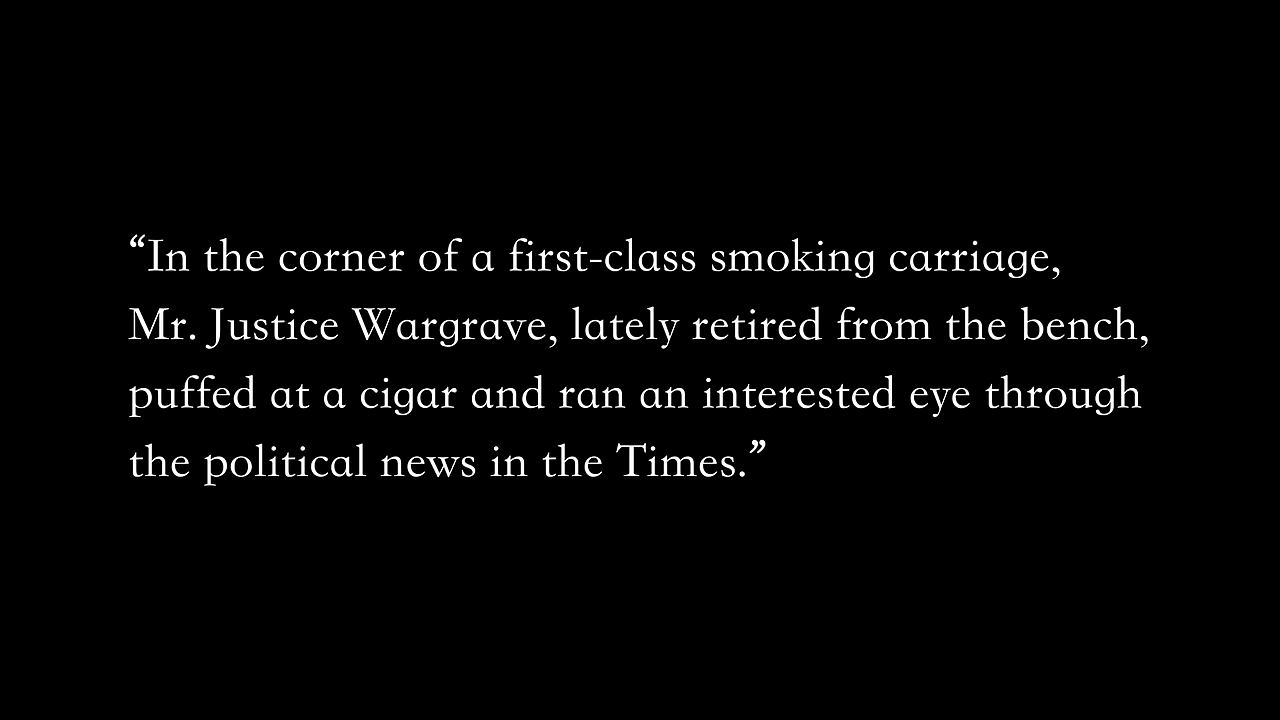 “In the corner of a first-class smoking carriage,
Mr. Justice Wargrave, lately retired from the bench,
puffed at a cigar and ran an interested eye through
the political news in the Times.”